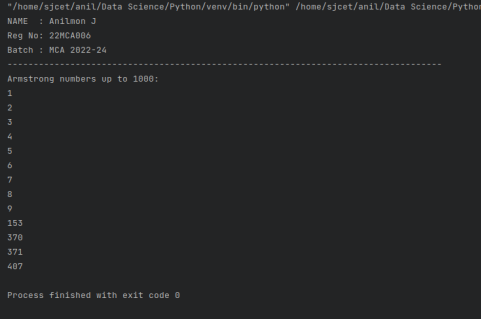 "/home/sjcet/anil/Data Science/Python/venv/bin/python" /home/sjcet/anil/Data Science/Python
NAME  : Anilmon J
Reg No: 22MCA006
Batch : MCA 2022-24
--------------------------------------------------------------------------------
Armstrong numbers up to 1000:
1
2
3
4
5
6
7
8
9
153
370
371
407
Process finished with exit code 0